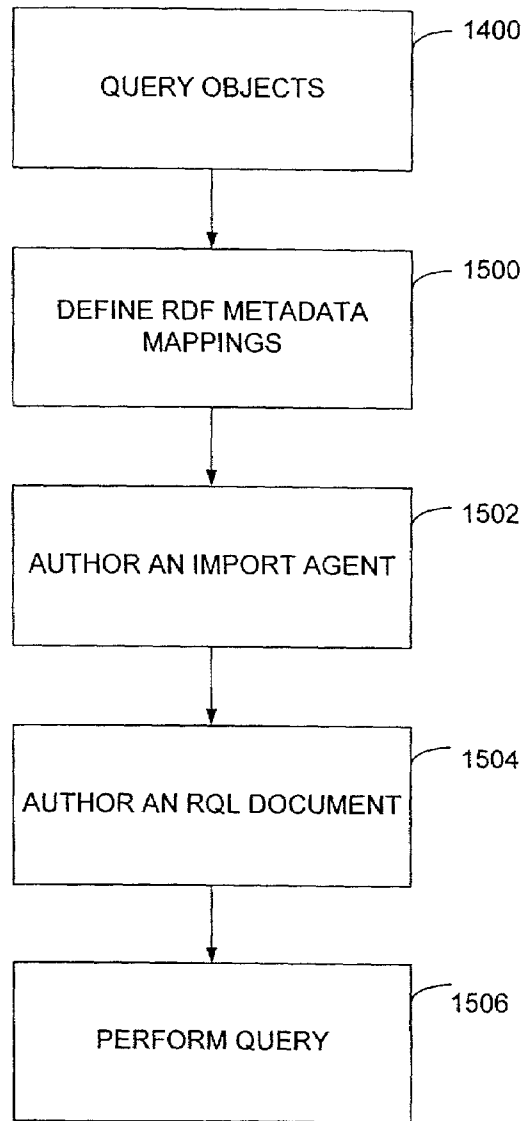 1400
QUERY OBJECTS
1500
DEFINE RDF METADATA
MAPPINGS
1502
AUTHOR AN IMPORT AGENT
1504
AUTHOR AN RQL DOCUMENT
1506
PERFORM QUERY